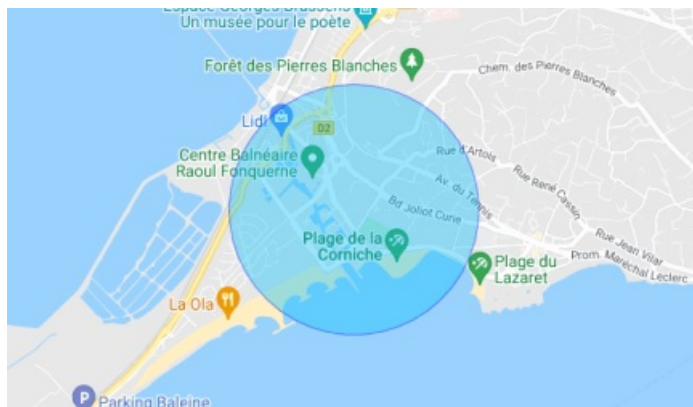 Espace Georges Brassens
Un musée pour le poète
Forêt des Pierres Blanches
Chem. des Pierres Blanches
Lidl
D2
Centre Balnéaire
Raoul Fonquerne
Rue d'Artois
Rue René Cassin
Av. du Tennis
Bd Joliot Curie
Plage de la
Corniche
Rue Jean Vilar
Prom. Maréchal Leclerc
Plage du
Lazaret
La Ola
P
Parking Baleine